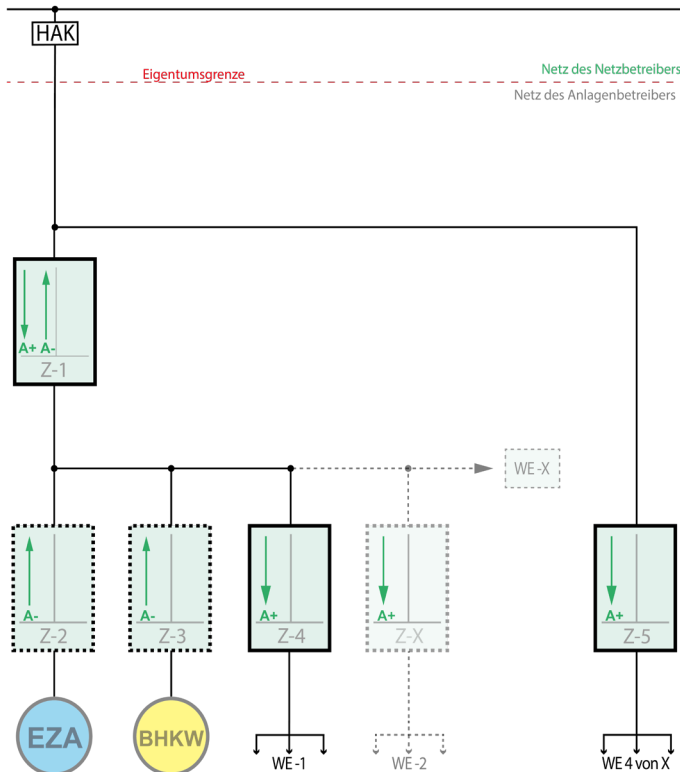 HAK
Eigentumsgrenze
Netz des Netzbetreibers
Netz des Anlagenbetreibers
A+ A-
Z-1
WE-X
A-
Z-2
A-
Z-3
A+
Z-4
A+
Z-X
A+
Z-5
EZA
BHKW
WE-1
WE-2
WE 4 von X